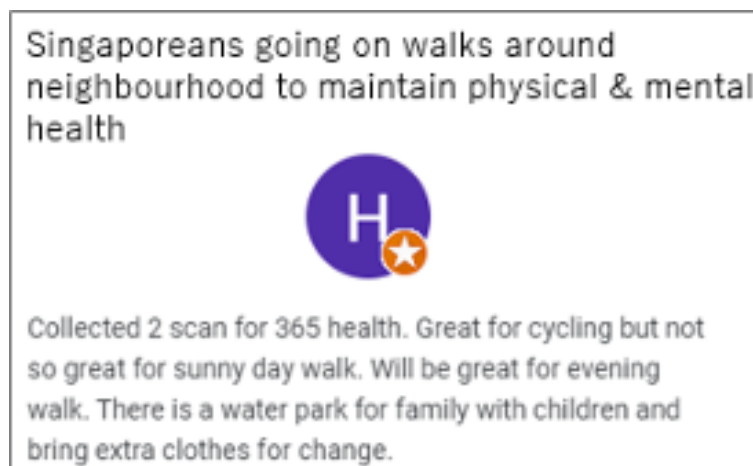 Singaporeans going on walks around
neighbourhood to maintain physical & mental
health
H
Collected 2 scan for 365 health. Great for cycling but not
so great for sunny day walk. Will be great for evening
walk. There is a water park for family with children and
bring extra clothes for change.